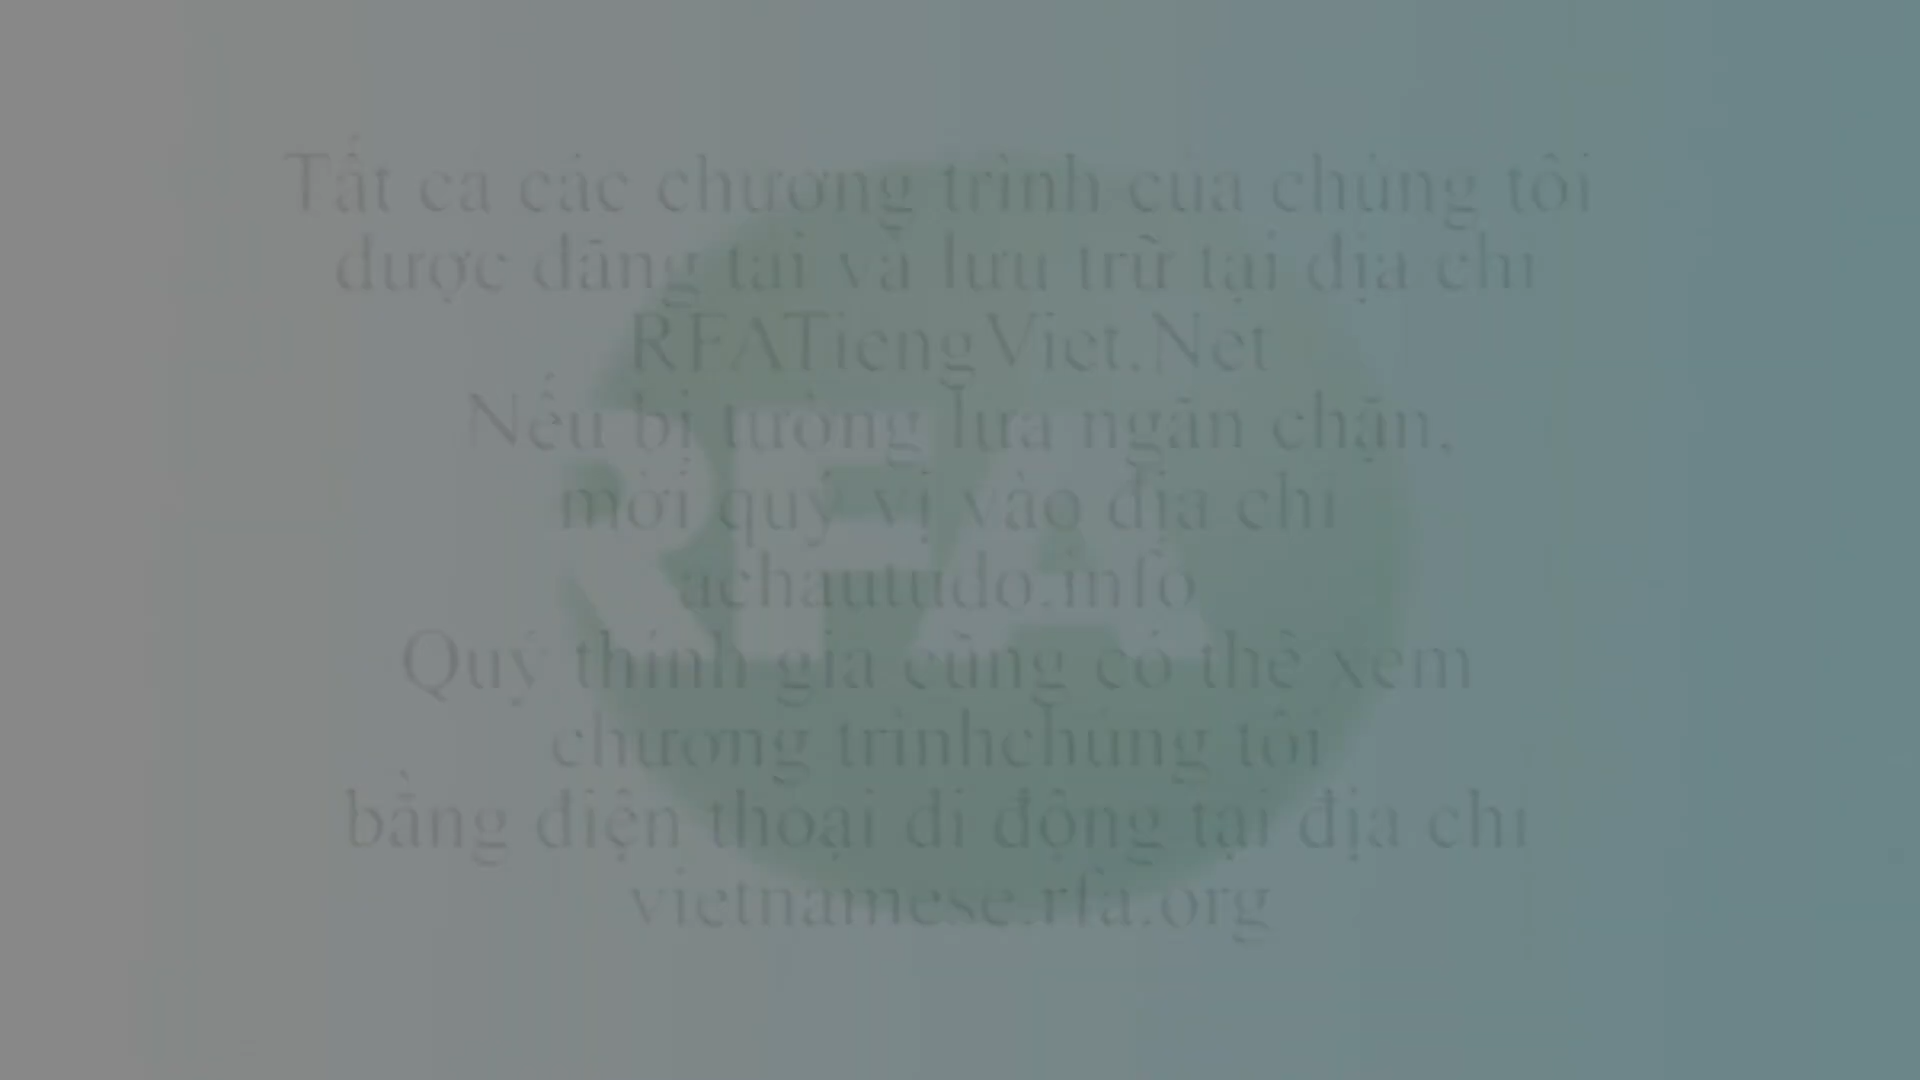 Tất cả các chương trình của chúng tôi
được đăng tải và lưu trữ tại địa chỉ
RFATiengViet.Net
Nếu bị tường lửa ngăn chặn,
mời quý vị vào địa chỉ
achautudo.info
Quý thính giả cũng có thể xem
chương trìnhchúng tôi
bằng điện thoại di động tại địa chỉ
vietnamese.rfa.org
RFA